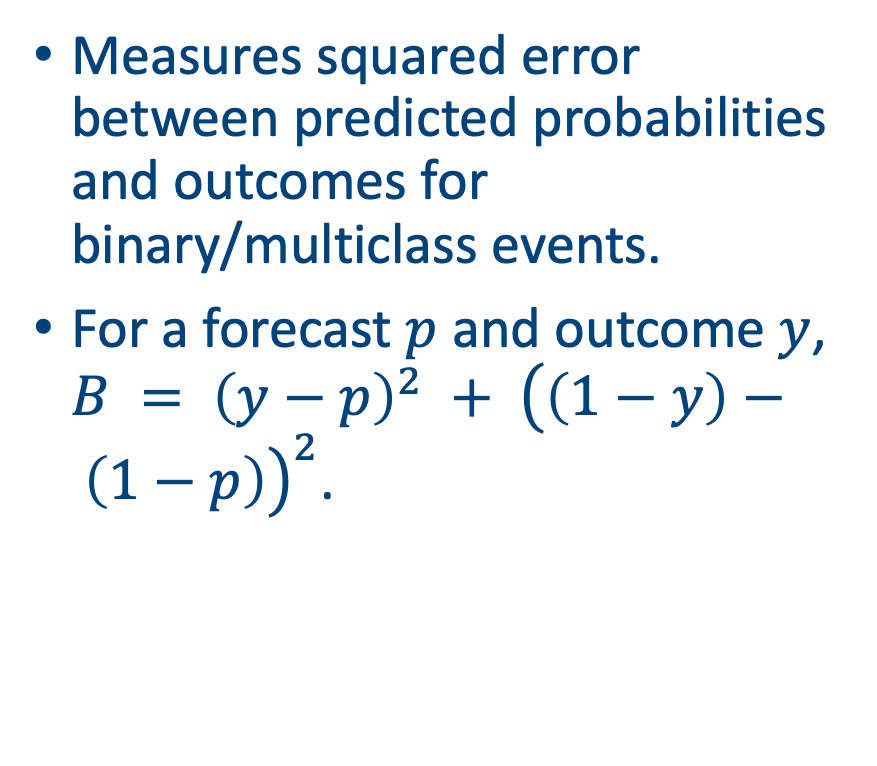 • Measures squared error
between predicted probabilities
and outcomes for
binary/multiclass events.
• For a forecast p and outcome y,
B = (y − p)² + ((1 − y) −
(1 − p))².